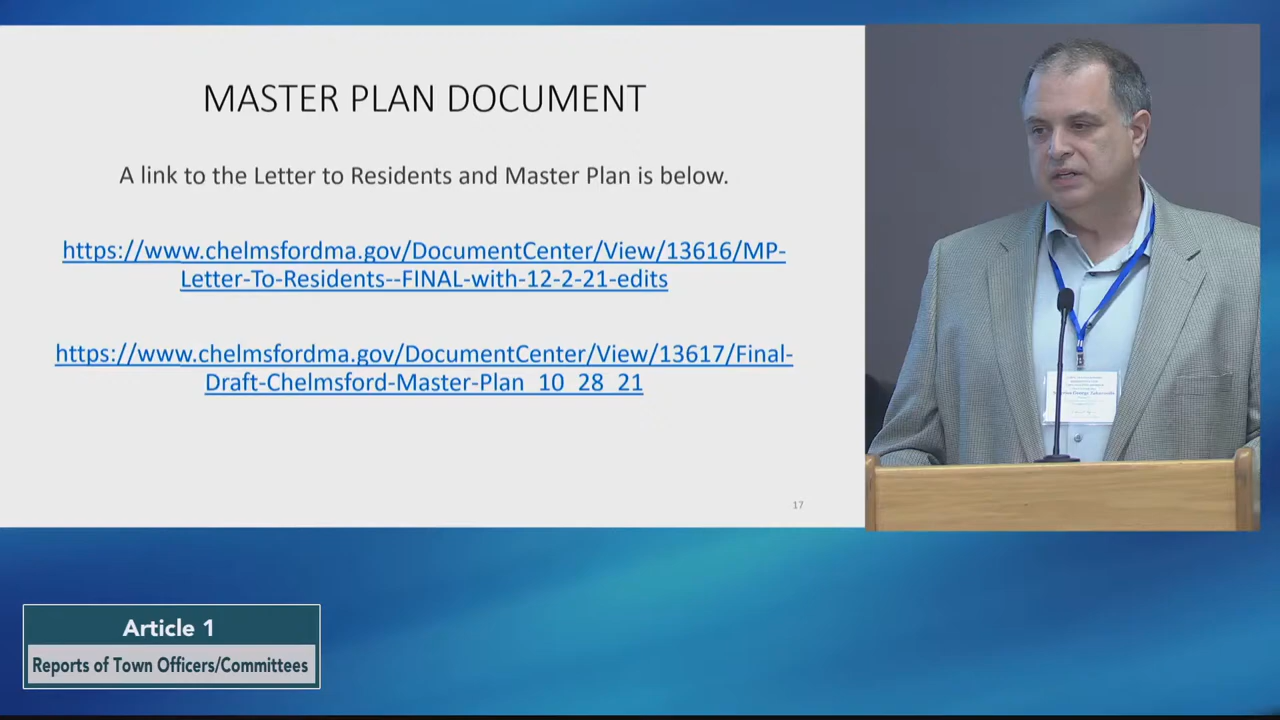 MASTER PLAN DOCUMENT
A link to the Letter to Residents and Master Plan is below.
https://www.chelmsfordma.gov/DocumentCenter/View/13616/MP-
Letter-To-Residents--FINAL-with-12-2-21-edits
https://www.chelmsfordma.gov/DocumentCenter/View/13617/Final-
Draft-Chelmsford-Master-Plan_10_28_21
17
Article 1
Reports of Town Officers/Committees